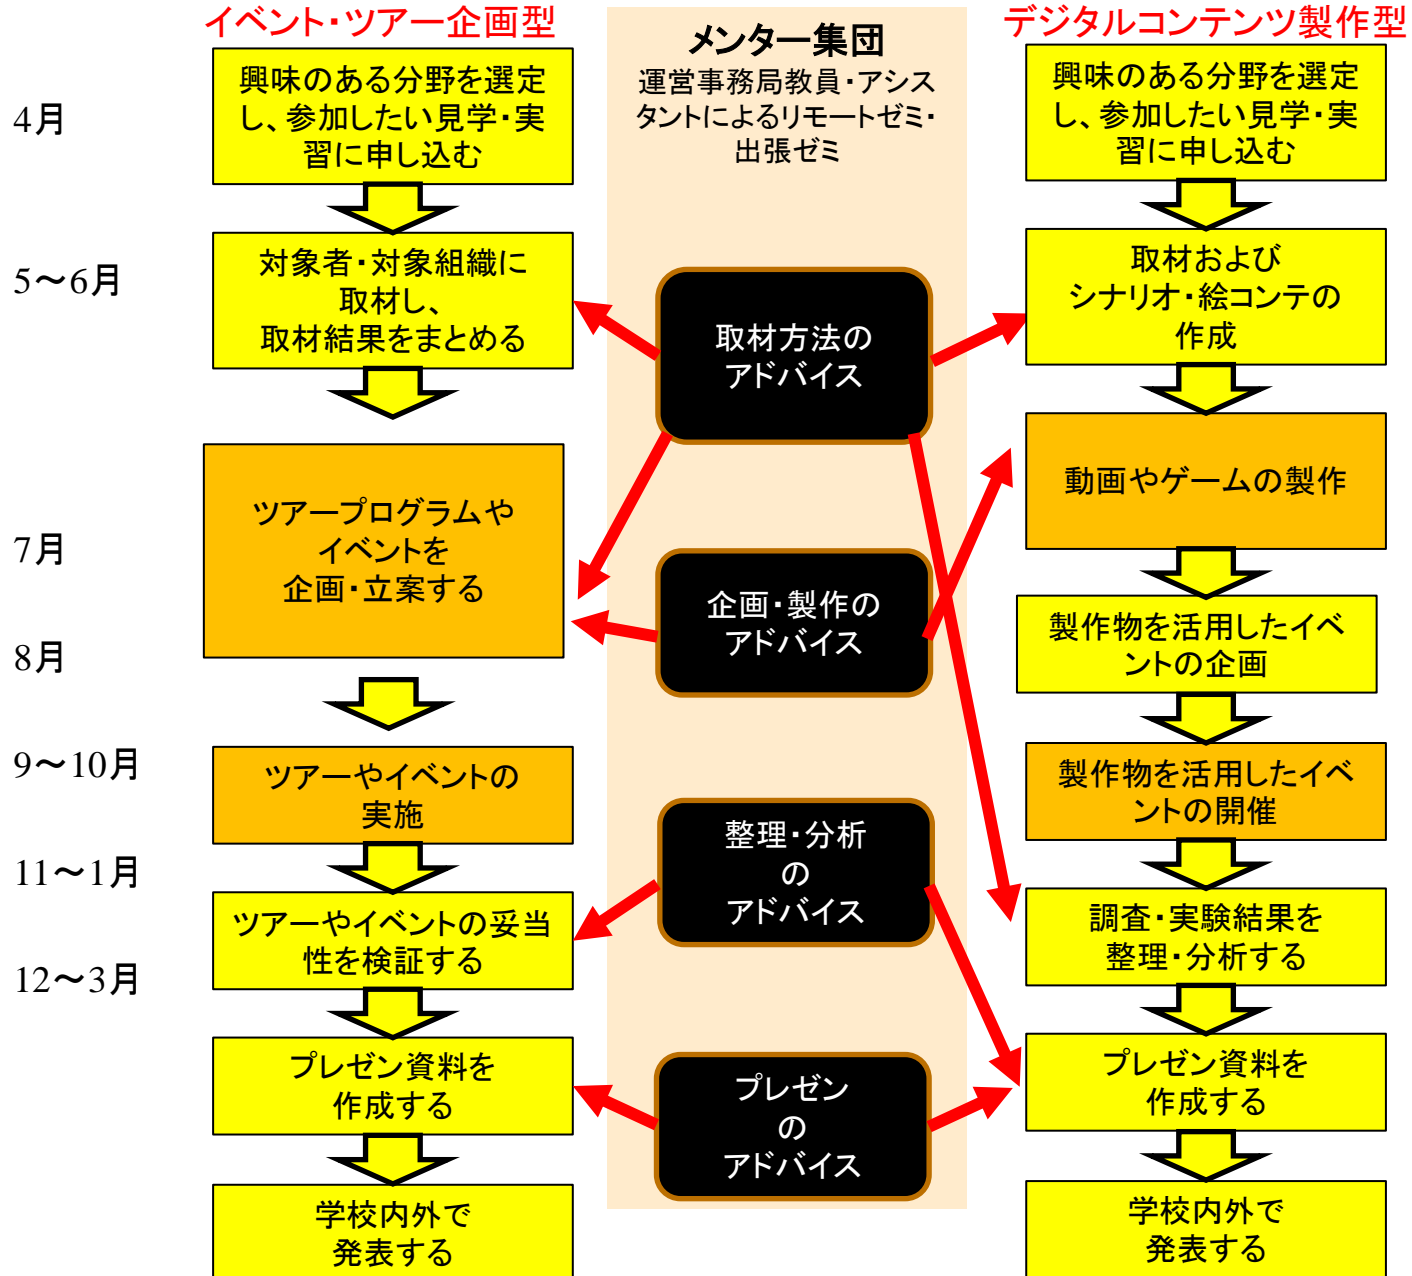 イベント・ツアー企画型
興味のある分野を選定
し、参加したい見学・実
習に申し込む
対象者・対象組織に
取材し、
取材結果をまとめる
ツアープログラムや
イベントを
企画・立案する
ツアーやイベントの
実施
ツアーやイベントの妥当
性を検証する
プレゼン資料を
作成する
学校内外で
発表する
4月
5～6月
7月
8月
9～10月
11～1月
12～3月
メンター集団
運営事務局教員・アシス
タントによるリモートゼミ・
出張ゼミ
取材方法の
アドバイス
企画・製作の
アドバイス
整理・分析
の
アドバイス
プレゼン
の
アドバイス
デジタルコンテンツ製作型
興味のある分野を選定
し、参加したい見学・実
習に申し込む
取材および
シナリオ・絵コンテの
作成
動画やゲームの製作
製作物を活用したイベ
ントの企画
製作物を活用したイベ
ントの開催
調査・実験結果を
整理・分析する
プレゼン資料を
作成する
学校内外で
発表する